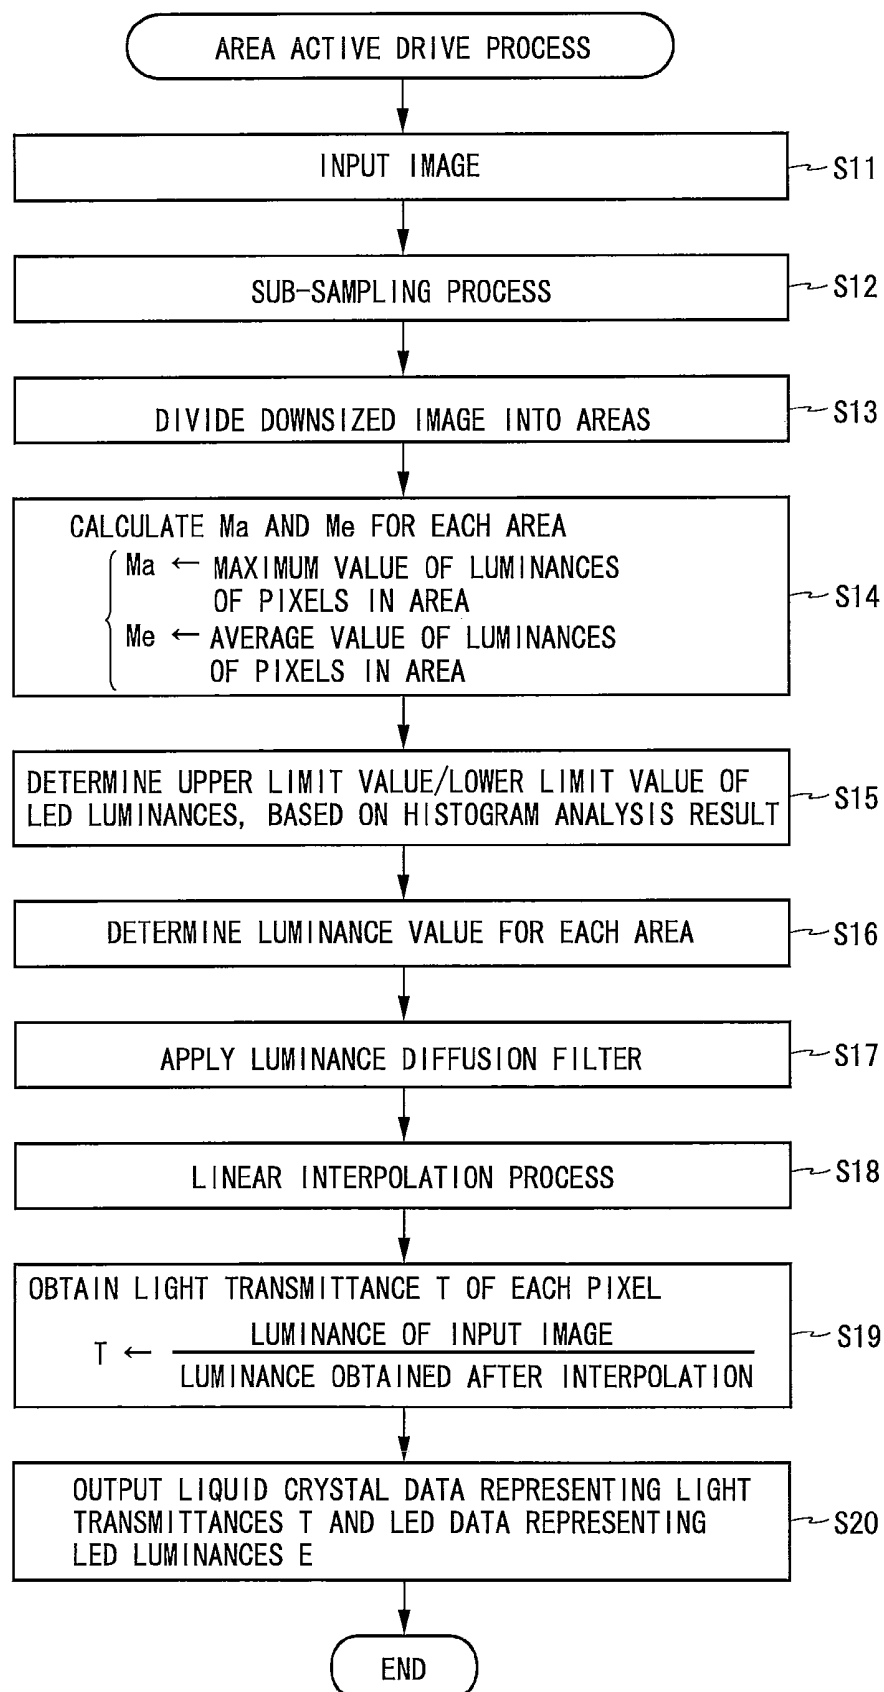 AREA ACTIVE DRIVE PROCESS
INPUT IMAGE
S11
SUB-SAMPLING PROCESS
S12
DIVIDE DOWNSIZED IMAGE INTO AREAS
S13
CALCULATE Ma AND Me FOR EACH AREA
Ma ← MAXIMUM VALUE OF LUMINANCES
OF PIXELS IN AREA
Me ← AVERAGE VALUE OF LUMINANCES
OF PIXELS IN AREA
S14
DETERMINE UPPER LIMIT VALUE/LOWER LIMIT VALUE OF
LED LUMINANCES, BASED ON HISTOGRAM ANALYSIS RESULT
S15
DETERMINE LUMINANCE VALUE FOR EACH AREA
S16
APPLY LUMINANCE DIFFUSION FILTER
S17
LINEAR INTERPOLATION PROCESS
S18
OBTAIN LIGHT TRANSMITTANCE T OF EACH PIXEL
LUMINANCE OF INPUT IMAGE
T ←
LUMINANCE OBTAINED AFTER INTERPOLATION
S19
OUTPUT LIQUID CRYSTAL DATA REPRESENTING LIGHT
TRANSMITTANCES T AND LED DATA REPRESENTING
LED LUMINANCES E
S20
END